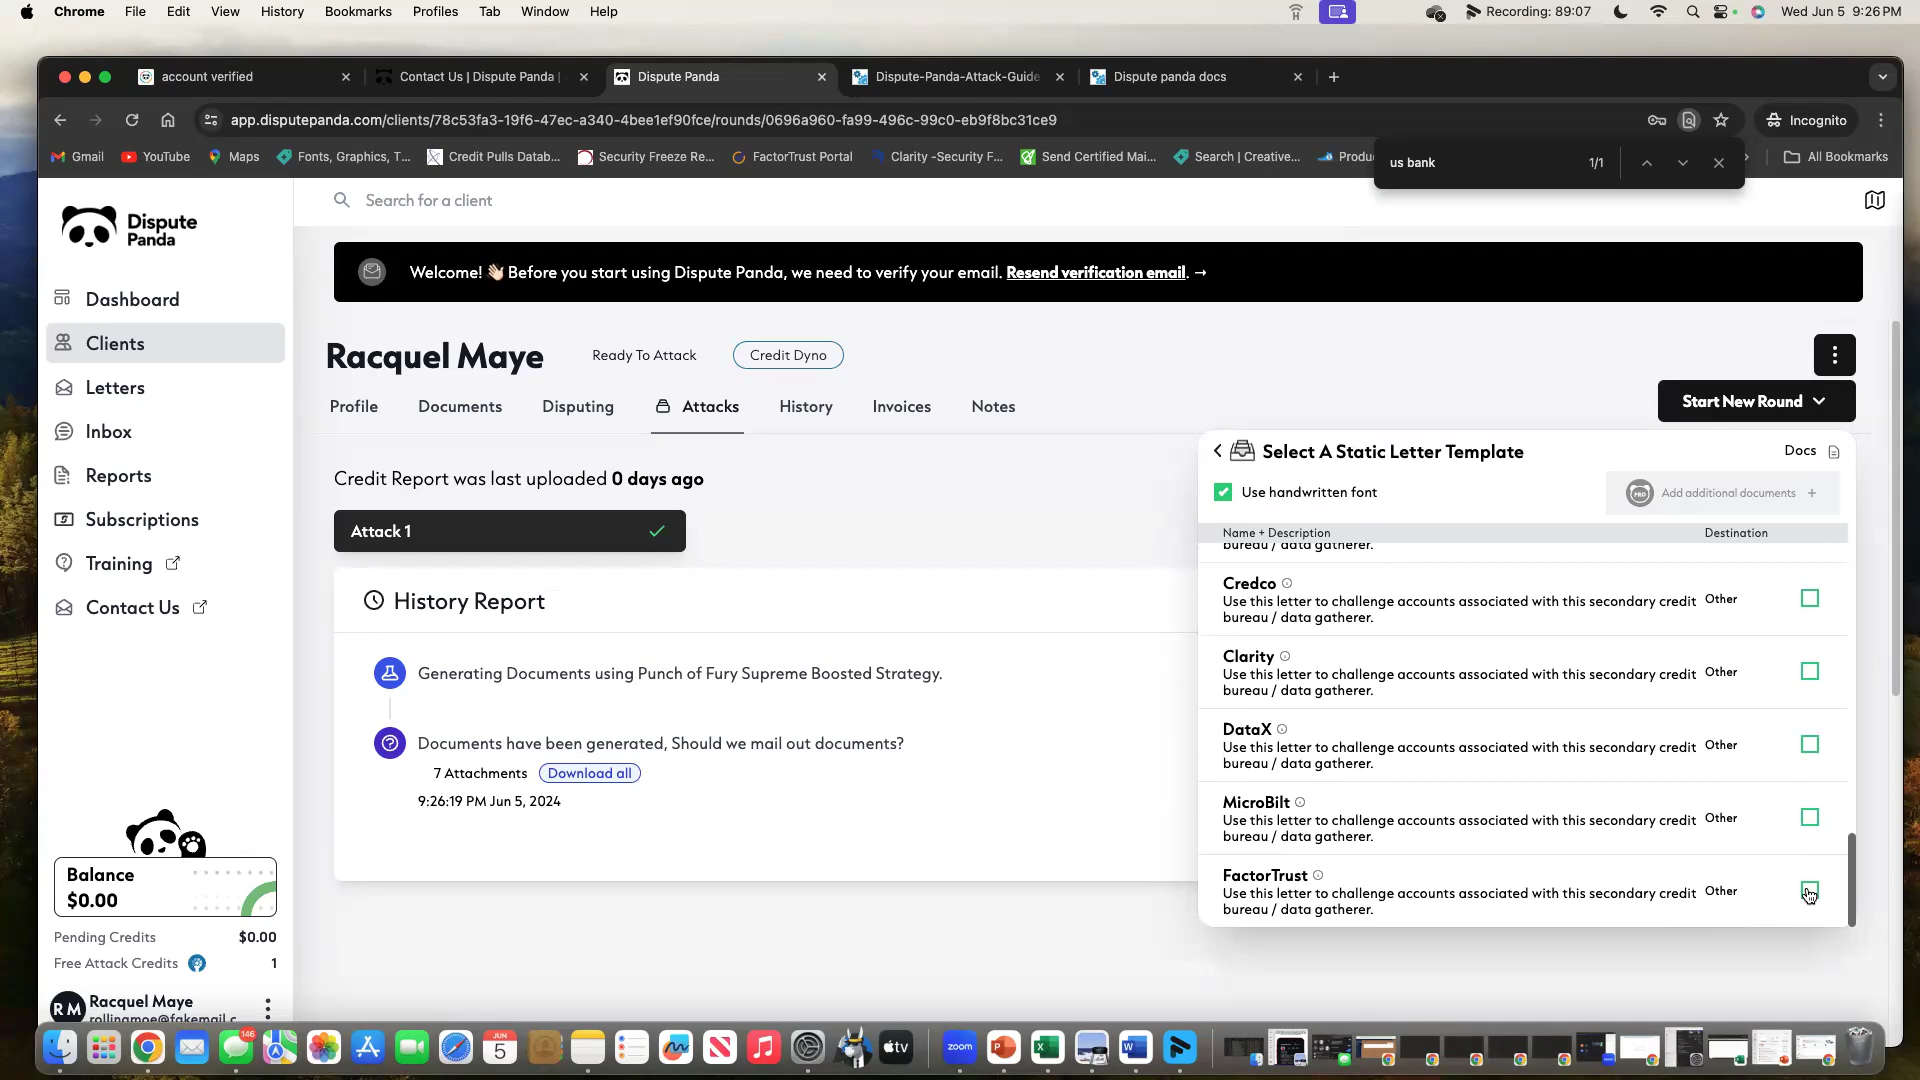 Chrome File Edit View History Bookmarks Profiles Tab Window Help
Recording: 89:07
Wed Jun 5 9:26 PM
account verified
Contact Us | Dispute Panda |
Dispute Panda
Dispute-Panda-Attack-Guide
Dispute panda docs
app.disputepanda.com/clients/78c53fa3-19f6-47ec-a340-4bee1ef90fce/rounds/0696a960-fa99-496c-99c0-eb9f8bc31ce9
Incognito
Gmail YouTube Maps Fonts, Graphics, T... Credit Pulls Datab... Security Freeze Re... FactorTrust Portal Clarity -Security F... Send Certified Mai... Search | Creative... Produ
All Bookmarks
us bank 1/1
Dispute
Panda
Search for a client
Welcome! 👋🏻 Before you start using Dispute Panda, we need to verify your email. Resend verification email. →
Dashboard
Clients
Letters
Inbox
Reports
Subscriptions
Training
Contact Us
Balance
$0.00
Pending Credits $0.00
Free Attack Credits 1
RM
Racquel Maye
Racquel Maye
Ready To Attack
Credit Dyno
Start New Round
Profile Documents Disputing Attacks History Invoices Notes
Credit Report was last uploaded 0 days ago
Attack 1
History Report
Generating Documents using Punch of Fury Supreme Boosted Strategy.
Documents have been generated, Should we mail out documents?
7 Attachments Download all
9:26:19 PM Jun 5, 2024
Select A Static Letter Template
Docs
Use handwritten font
PRO
Add additional documents +
Name + Description Destination
bureau / data gatherer.
Credco
Use this letter to challenge accounts associated with this secondary credit
bureau / data gatherer.
Other
Clarity
Use this letter to challenge accounts associated with this secondary credit
bureau / data gatherer.
Other
DataX
Use this letter to challenge accounts associated with this secondary credit
bureau / data gatherer.
Other
MicroBilt
Use this letter to challenge accounts associated with this secondary credit
bureau / data gatherer.
Other
FactorTrust
Use this letter to challenge accounts associated with this secondary credit
bureau / data gatherer.
Other
146
JUN
5
tv
zoom